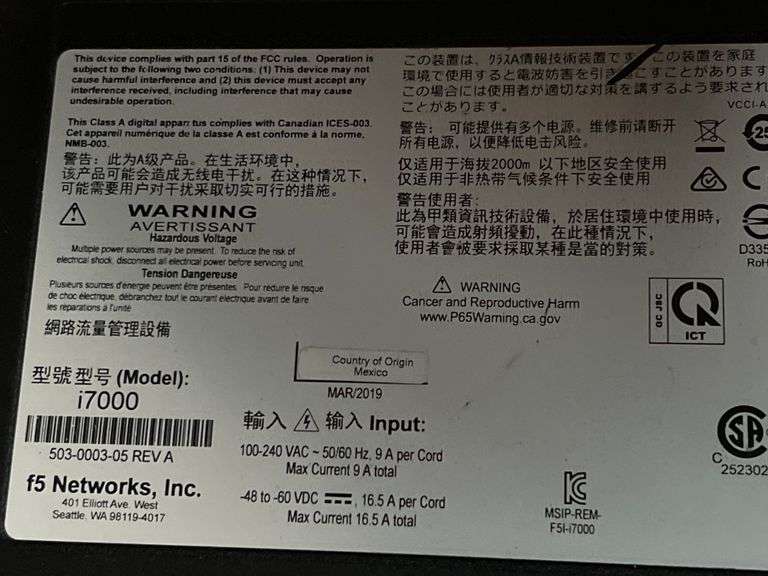 This device complies with part 15 of the FCC rules. Operation is
subject to the following two conditions: (1) This device may not
cause harmful interference and (2) this device must accept any
interference received, including interference that may cause
undesirable operation.
This Class A digital apparatus complies with Canadian ICES-003.
Cet appareil numérique de la classe A est conforme à la norme,
NMB-003.
警告：此为A级产品。在生活环境中，
该产品可能会造成无线电干扰。在这种情况下，
可能需要用户对干扰采取切实可行的措施。
WARNING
AVERTISSANT
Hazardous Voltage
Multiple power sources may be present. To reduce the risk of
electrical shock, disconnect all electrical power before servicing unit.
Tension Dangereuse
Plusieurs sources d'énergie peuvent être présentes. Pour réduire le risque
de choc électrique, débranchez tout le courant électrique avant de faire
les réparations à l'unité
網路流量管理設備
型號型号 (Model):
i7000
503-0003-05 REV A
f5 Networks, Inc.
401 Elliott Ave. West
Seattle, WA 98119-4017
この装置は、クラスA情報技術装置です この装置を家庭
環境で使用すると電波妨害を引き起こすことがあります
この場合には使用者が適切な対策を講するよう要求され
ことがあります。
VCCI-A
警告： 可能提供有多个电源。维修前请断开
所有电源，以便降低电击风险。
仅适用于海拔2000m 以下地区安全使用
仅适用于非热带气候条件下安全使用
警告使用者：
此為甲類資訊技術設備，於居住環境中使用時，
可能會造成射頻擾動，在此種情況下，
使用者會被要求採取某種是當的對策。
25
D335
RoH
WARNING
Cancer and Reproductive Harm
www.P65Warning.ca.gov
QC JBC
ICT
Country of Origin
Mexico
MAR/2019
輸入 输入 Input:
100-240 VAC ~ 50/60 Hz, 9 A per Cord
Max Current 9 A total
-48 to -60 VDC , 16.5 A per Cord
Max Current 16.5 A total
MSIP-REM-
F5I-i7000
SA
C
252302